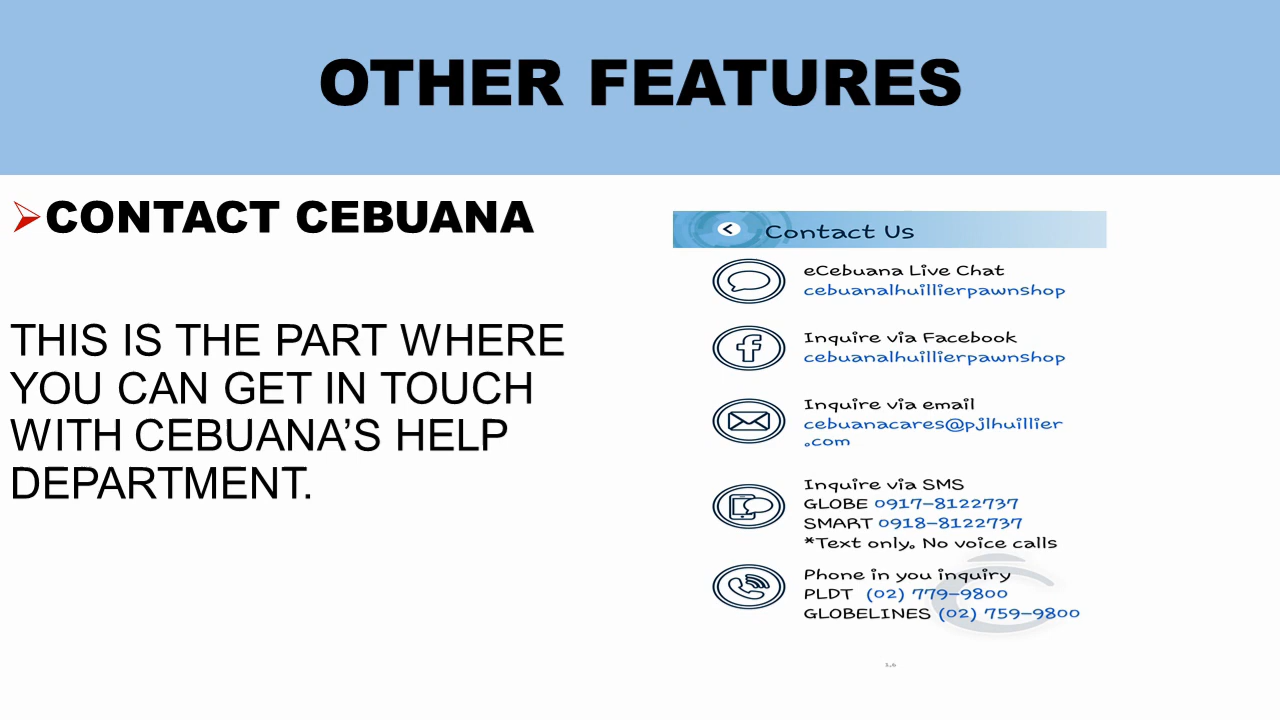 OTHER FEATURES
CONTACT CEBUANA
THIS IS THE PART WHERE
YOU CAN GET IN TOUCH
WITH CEBUANA’S HELP
DEPARTMENT.
Contact Us
eCebuana Live Chat
cebuanalhuillierpawnshop
Inquire via Facebook
cebuanalhuillierpawnshop
Inquire via email
cebuanacares@pjlhuillier
.com
Inquire via SMS
GLOBE 0917-8122737
SMART 0918-8122737
*Text only. No voice calls
Phone in you inquiry
PLDT (02) 779-9800
GLOBELINES (02) 759-9800